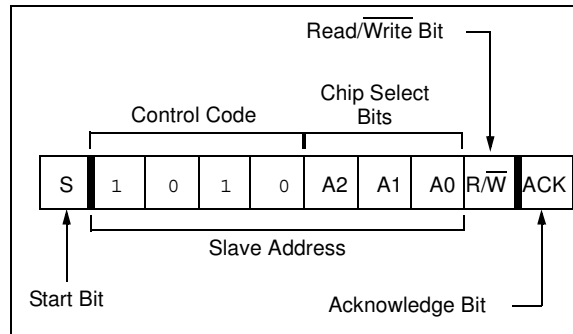 Read/Write Bit
Chip Select
Bits
Control Code
S 1 0 1 0 A2 A1 A0 R/W ACK
Slave Address
Start Bit
Acknowledge Bit